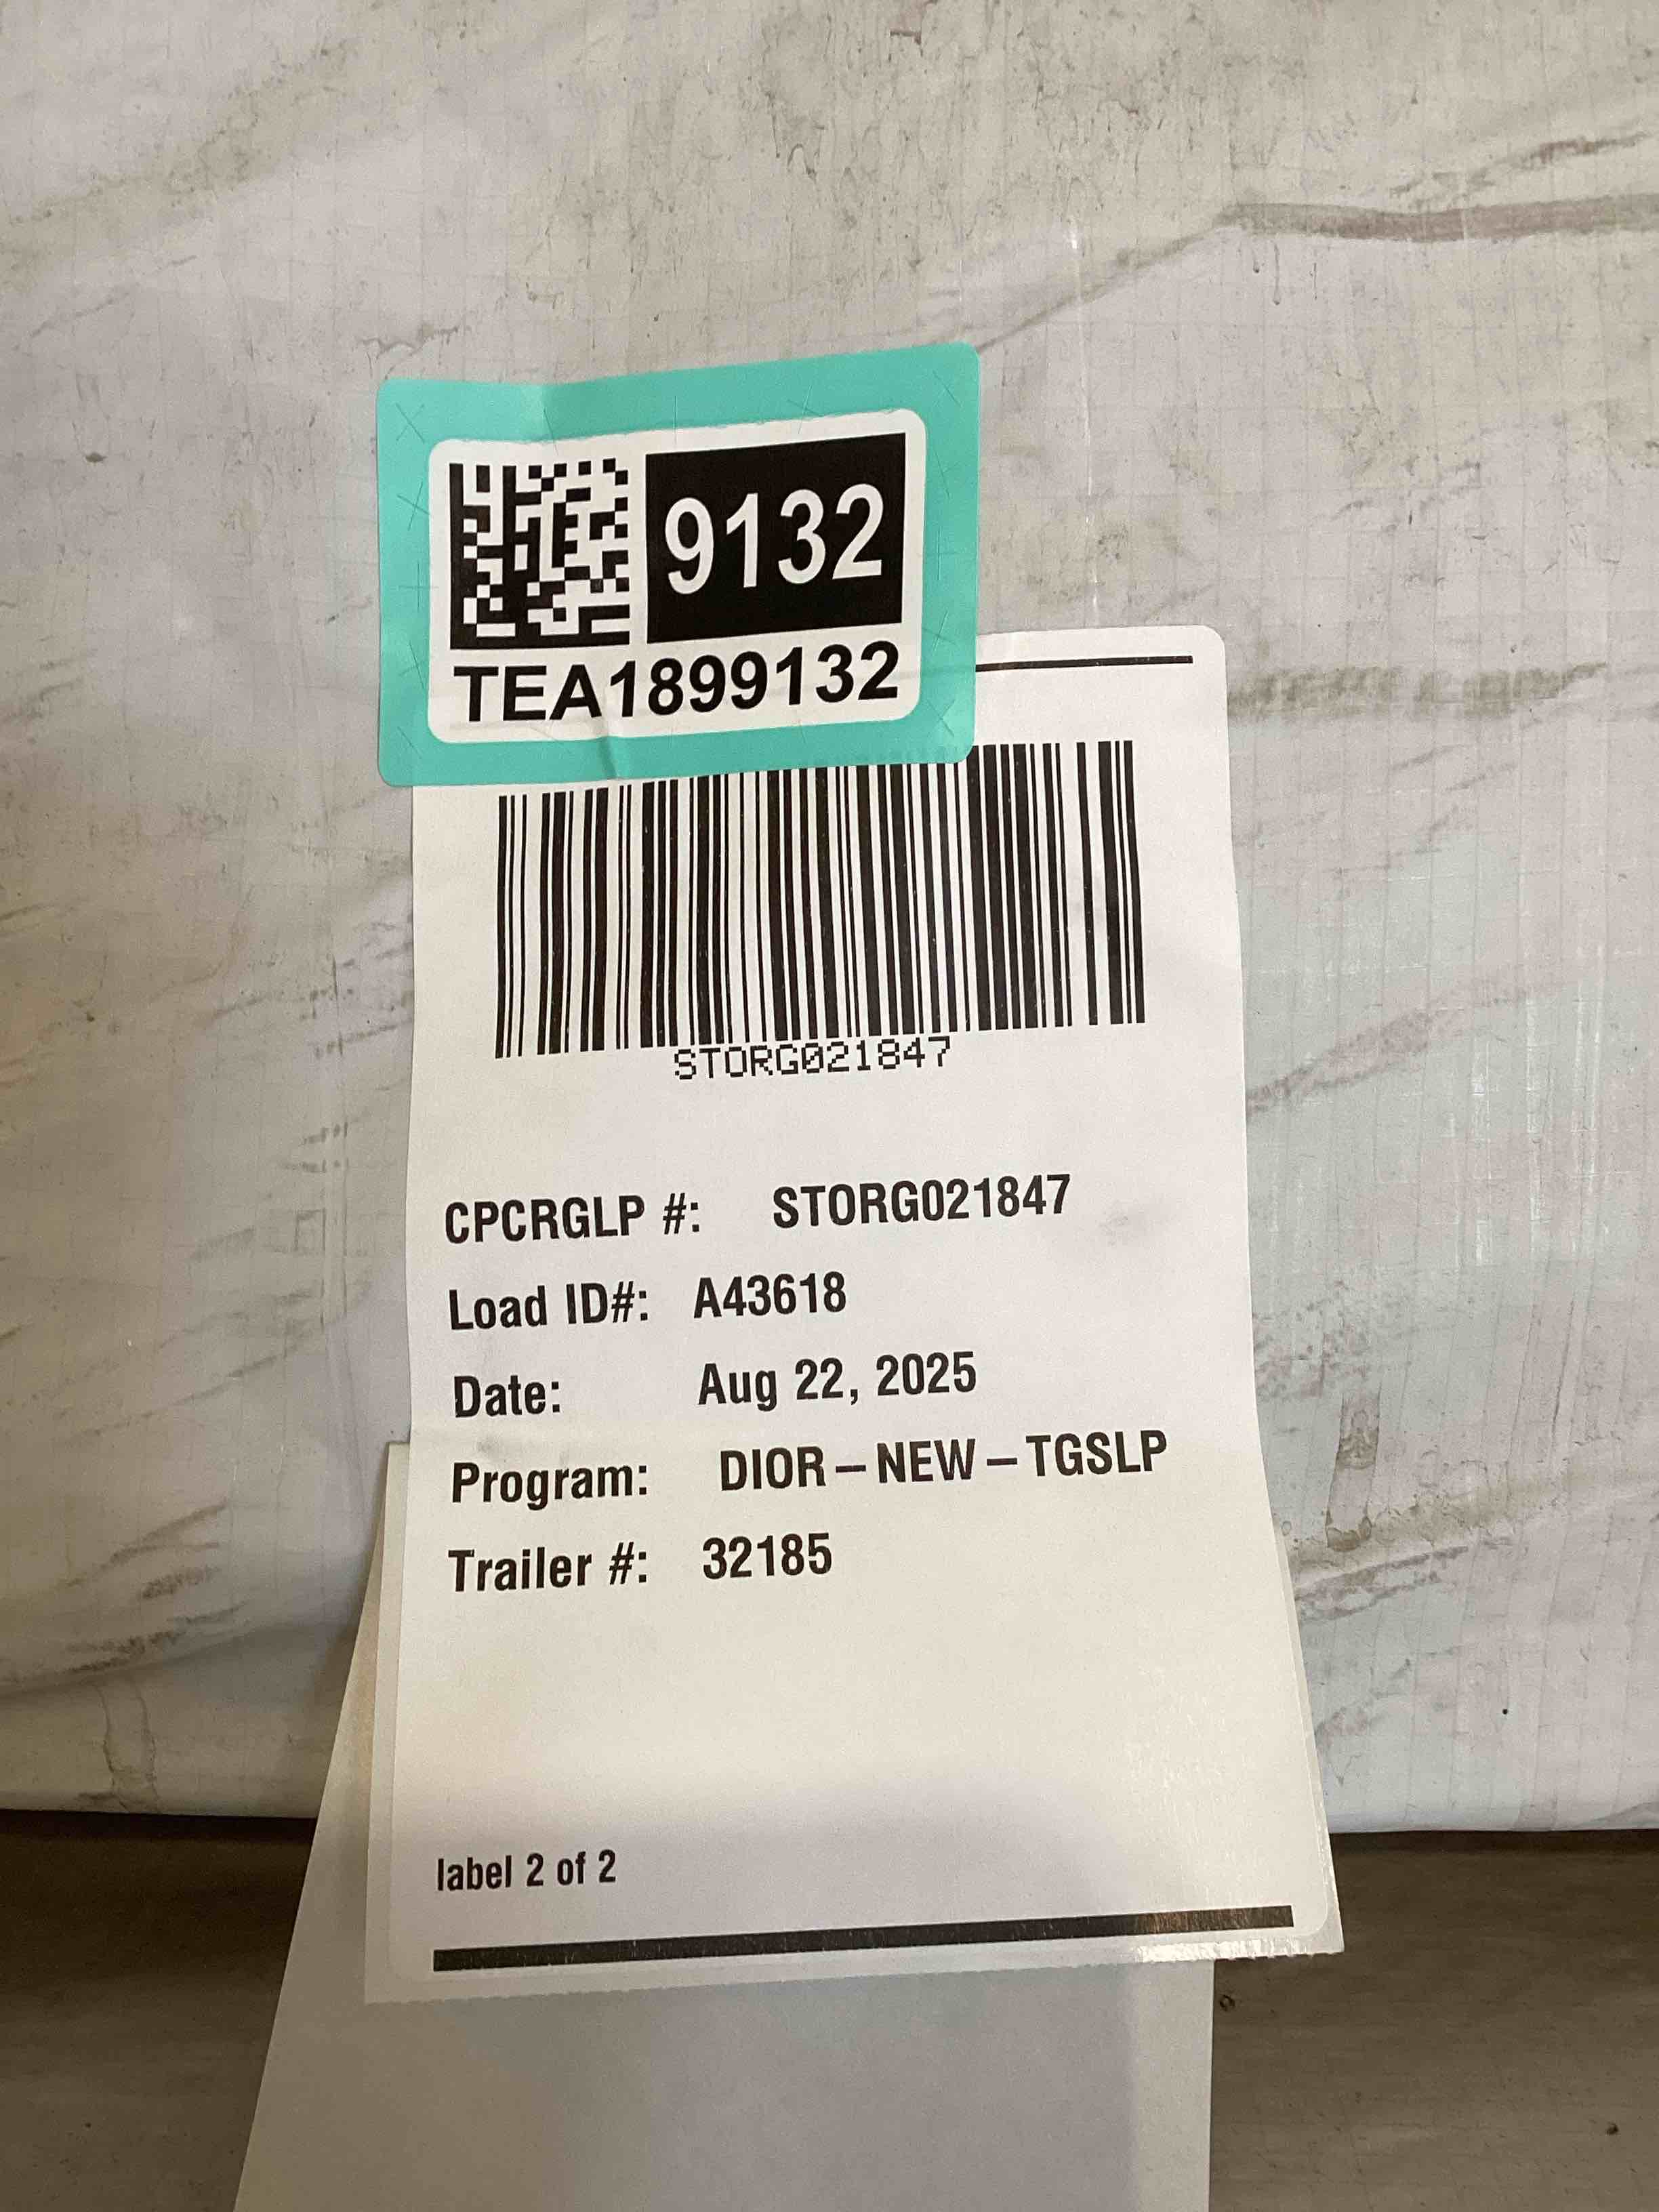 9132
TEA1899132
STORG021847
CPCRGLP #: STORG021847
Load ID#: A43618
Date: Aug 22, 2025
Program: DIOR – NEW – TGSLP
Trailer #: 32185
label 2 of 2